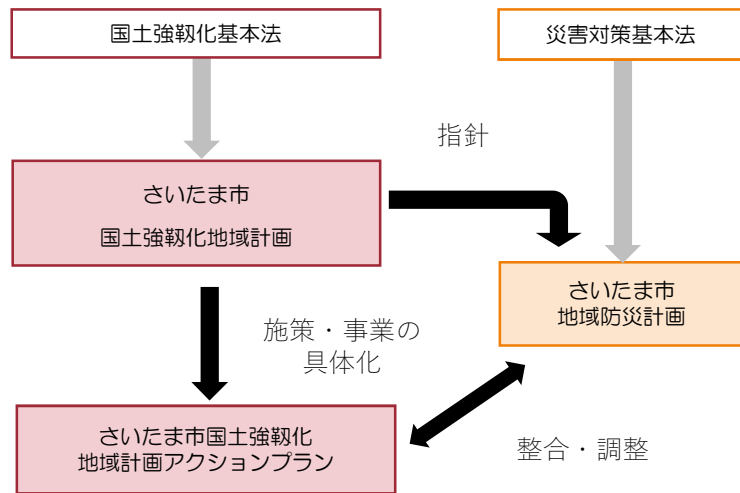 国土強靱化基本法
災害対策基本法
指針
さいたま市
国土強靱化地域計画
さいたま市
地域防災計画
施策・事業の
具体化
さいたま市国土強靱化
地域計画アクションプラン
整合・調整